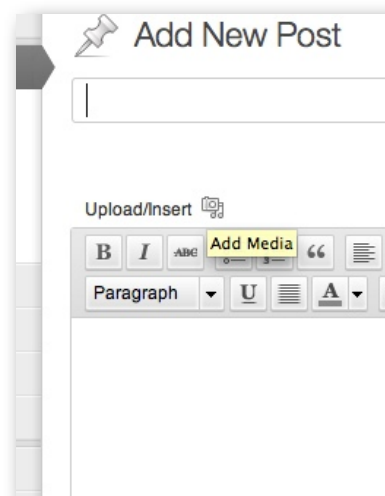 Add New Post
Upload/Insert
Add Media
B I ABC “
Paragraph U A